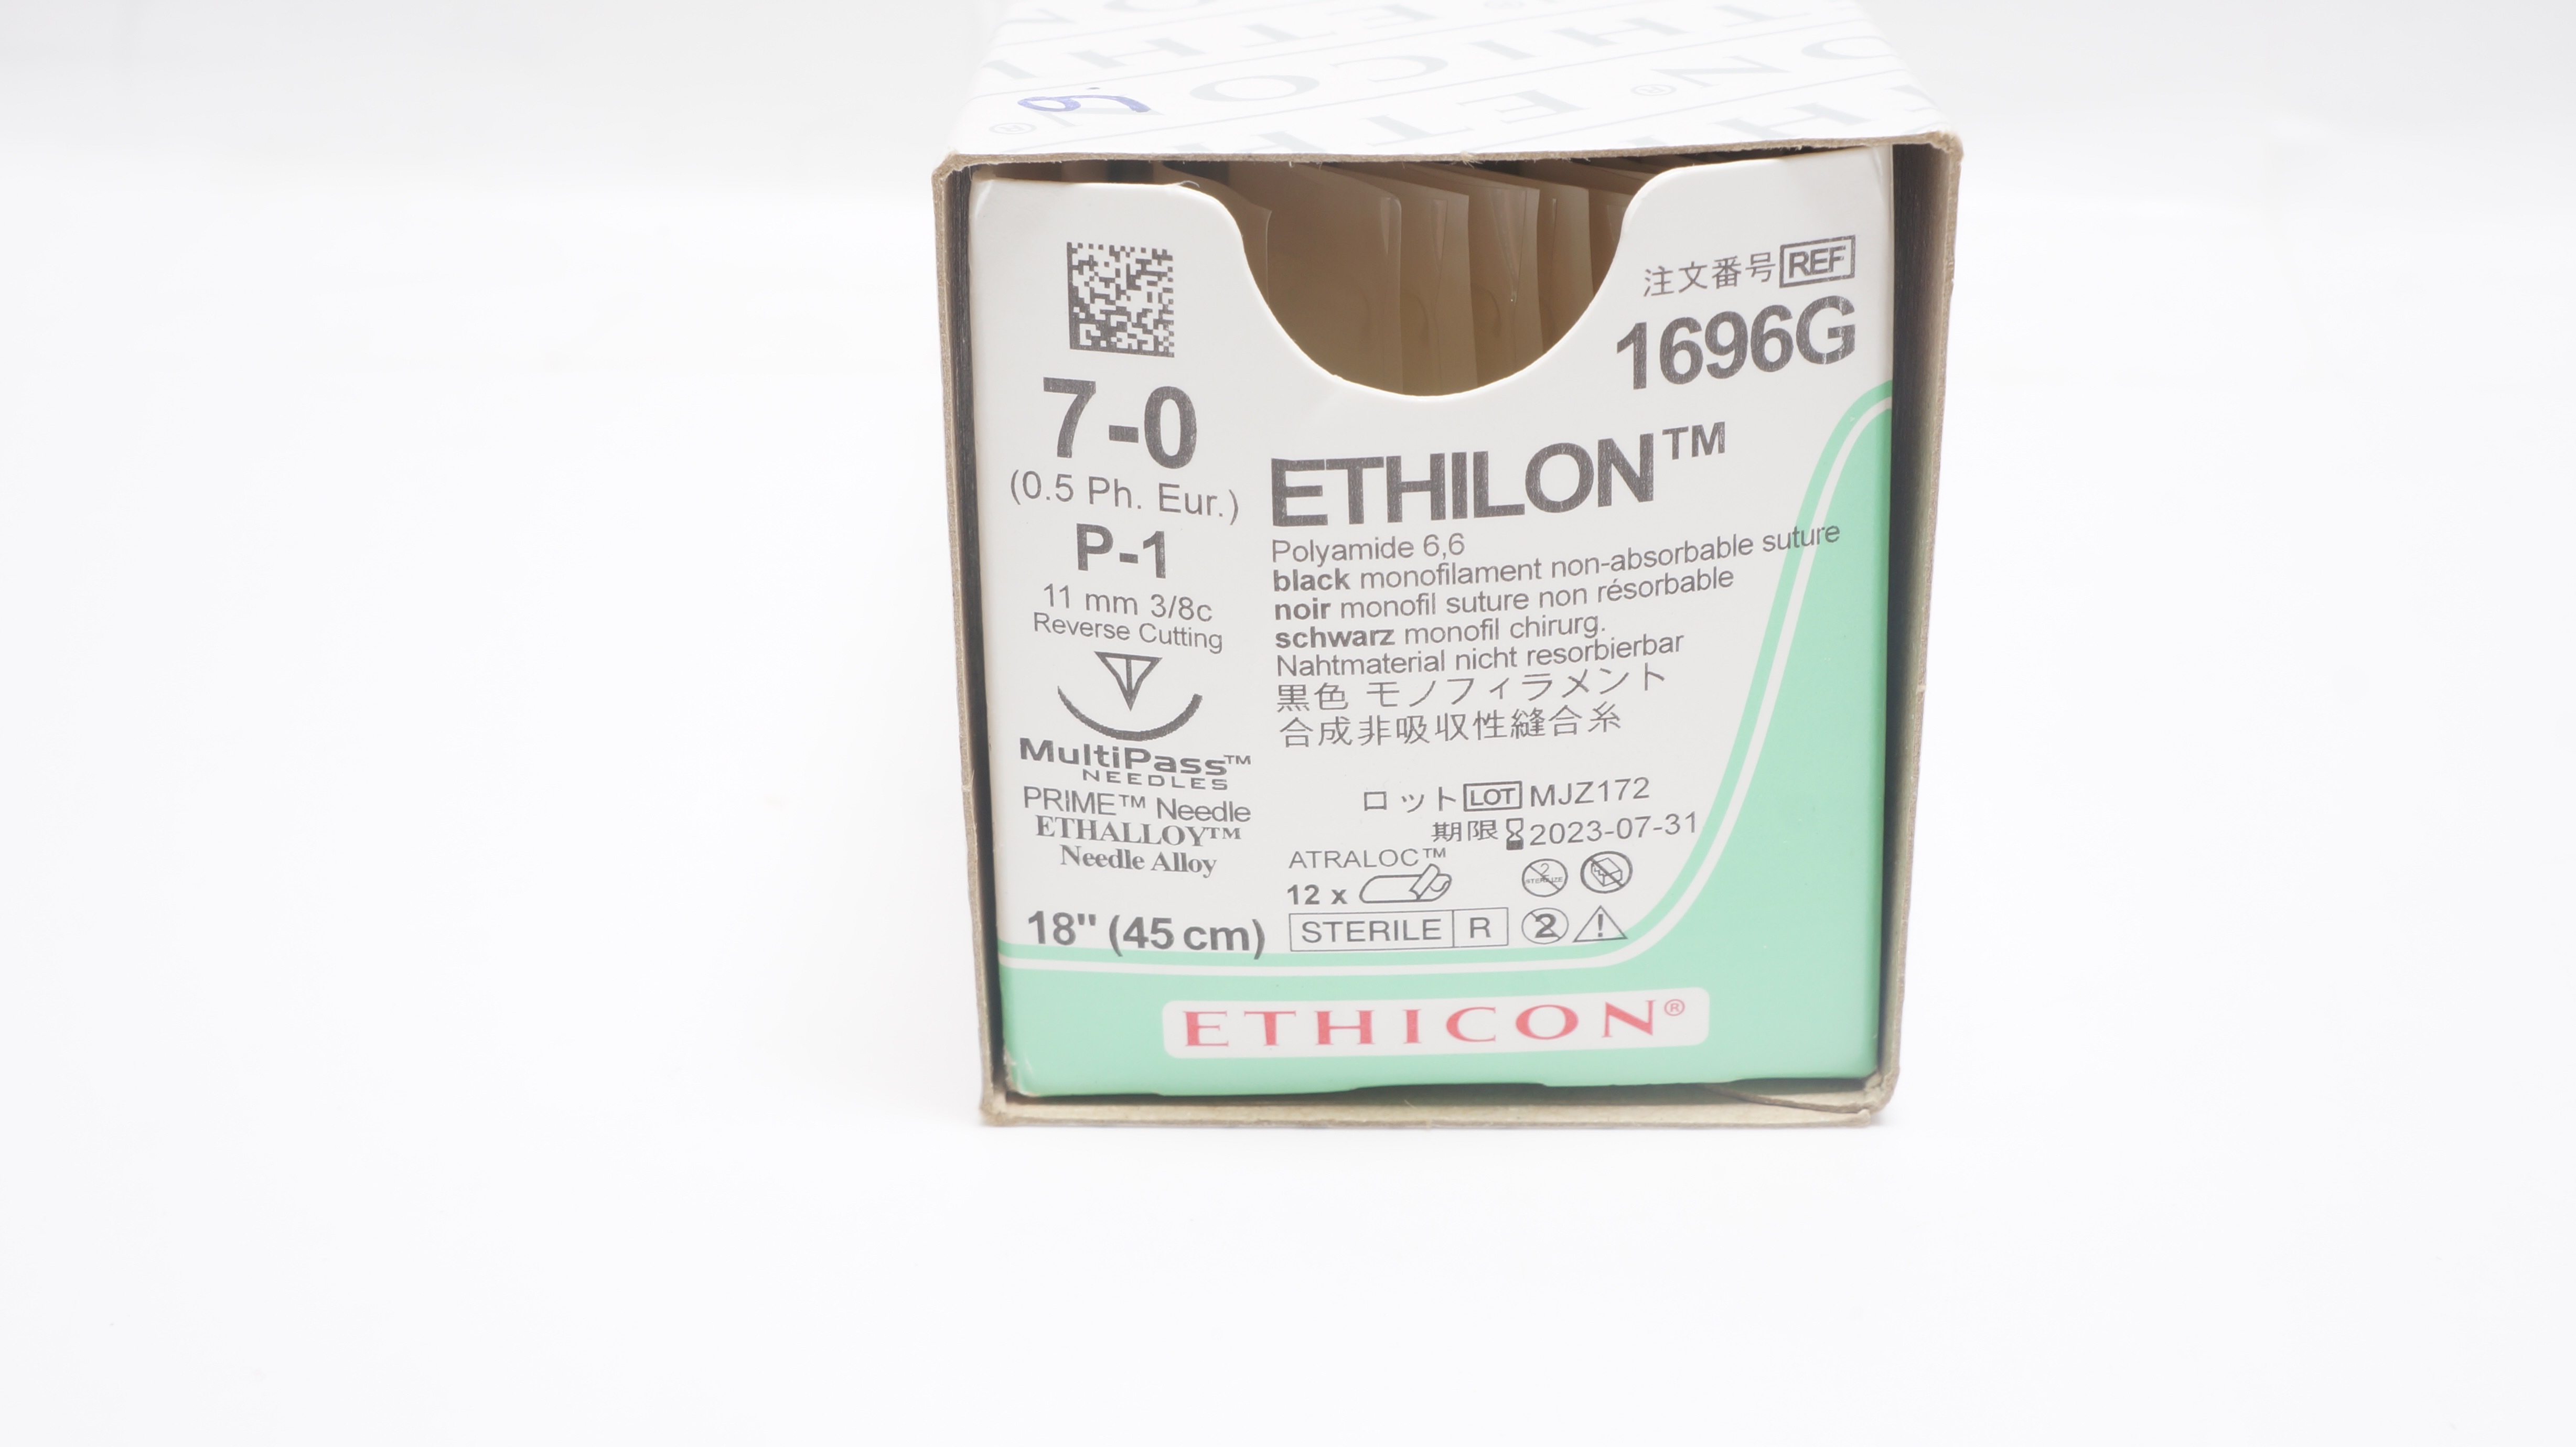 ETHICON®
9
7-0
(0.5 Ph. Eur.)
P-1
11 mm 3/8c
Reverse Cutting
MultiPass™
NEEDLES
PRIME™ Needle
ETHALLOY™
Needle Alloy
18" (45 cm)
注文番号 REF
1696G
ETHILON™
Polyamide 6,6
black monofilament non-absorbable suture
noir monofil suture non résorbable
schwarz monofil chirurg.
Nahtmaterial nicht resorbierbar
黒色 モノフィラメント
合成非吸収性縫合糸
ロット LOT MJZ172
期限 2023-07-31
ATRALOC™
12 x
STERILE R
2
ETHICON®